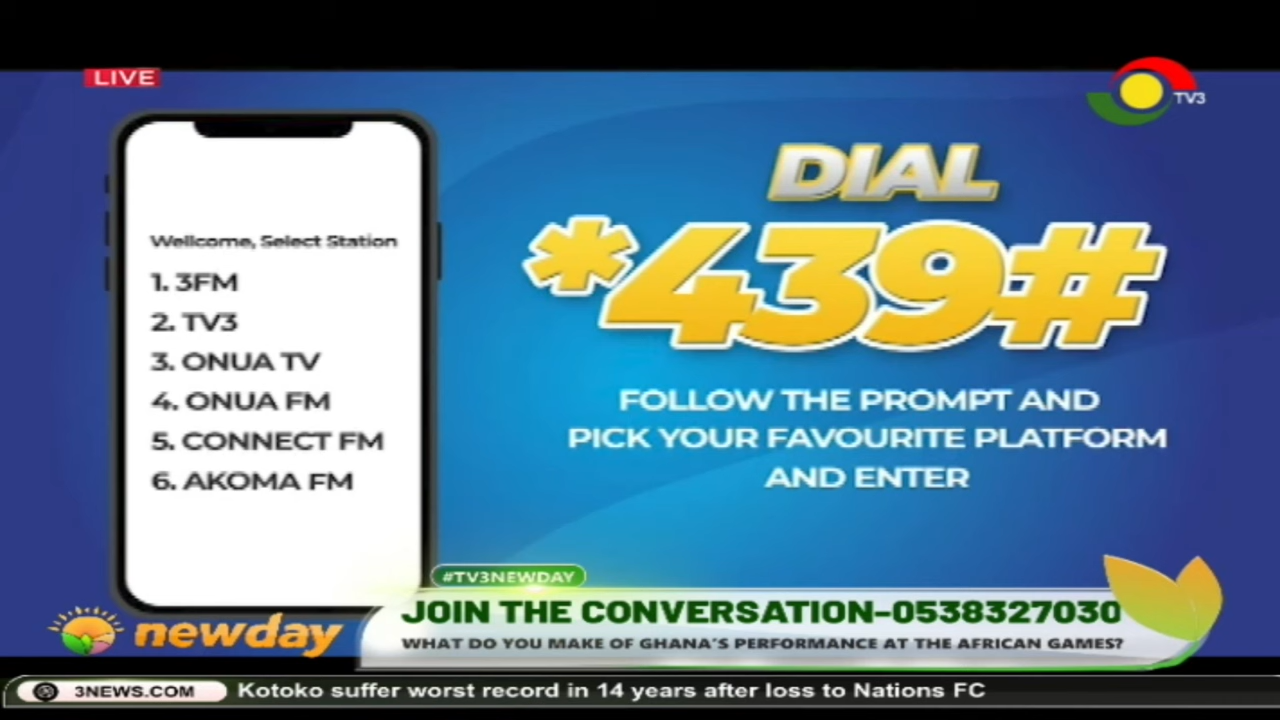 LIVE
TV3
DIAL
*439#
FOLLOW THE PROMPT AND
PICK YOUR FAVOURITE PLATFORM
AND ENTER
Wellcome, Select Station
1. 3FM
2. TV3
3. ONUA TV
4. ONUA FM
5. CONNECT FM
6. AKOMA FM
#TV3NEWDAY
newday
JOIN THE CONVERSATION-0538327030
WHAT DO YOU MAKE OF GHANA'S PERFORMANCE AT THE AFRICAN GAMES?
3NEWS.COM Kotoko suffer worst record in 14 years after loss to Nations FC